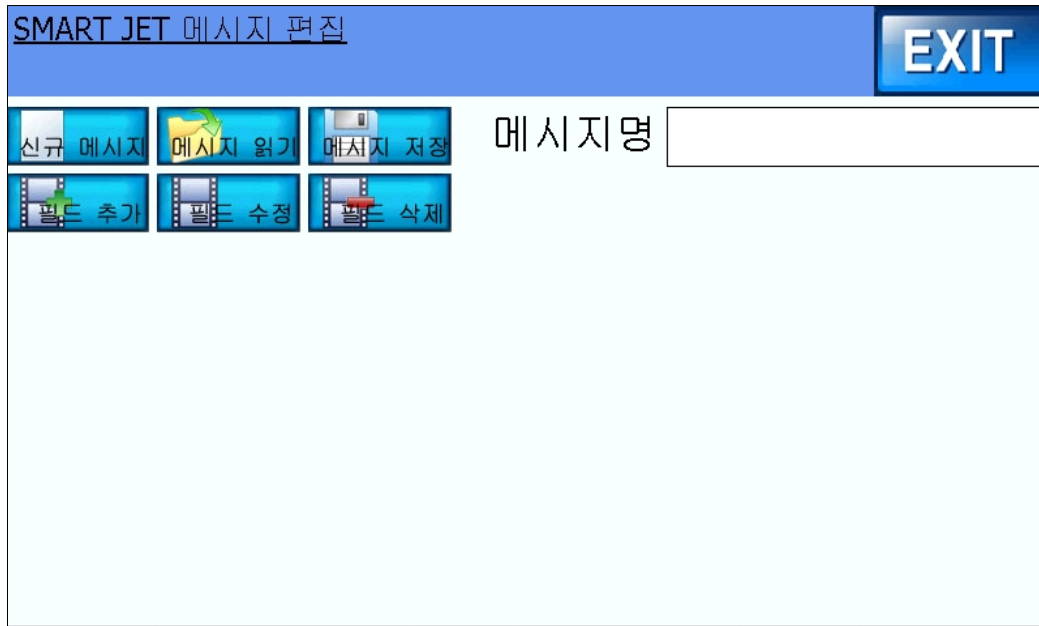 SMART JET 메시지 편집
EXIT
신규 메시지 메시지 읽기 메시지 저장
메시지명
필드 추가 필드 수정 필드 삭제